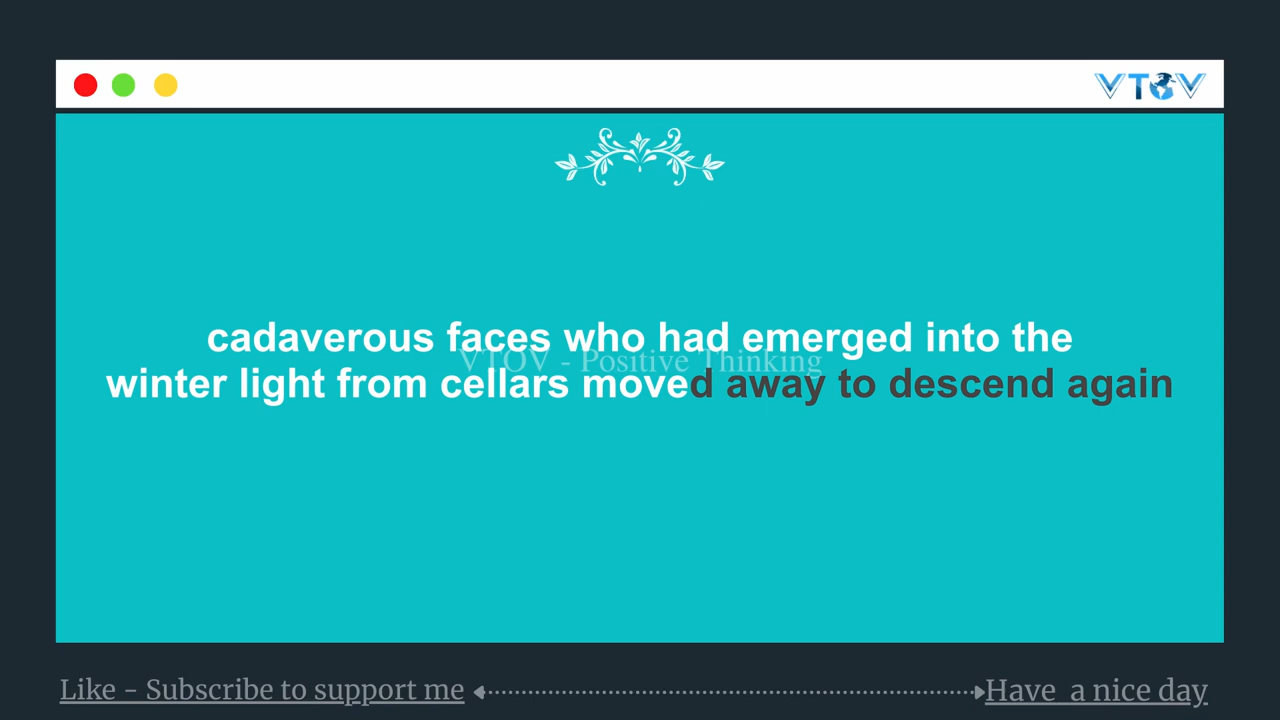 VTOV
cadaverous faces who had emerged into the
VTOV - Positive Thinking
winter light from cellars moved away to descend again
Like - Subscribe to support me
Have a nice day